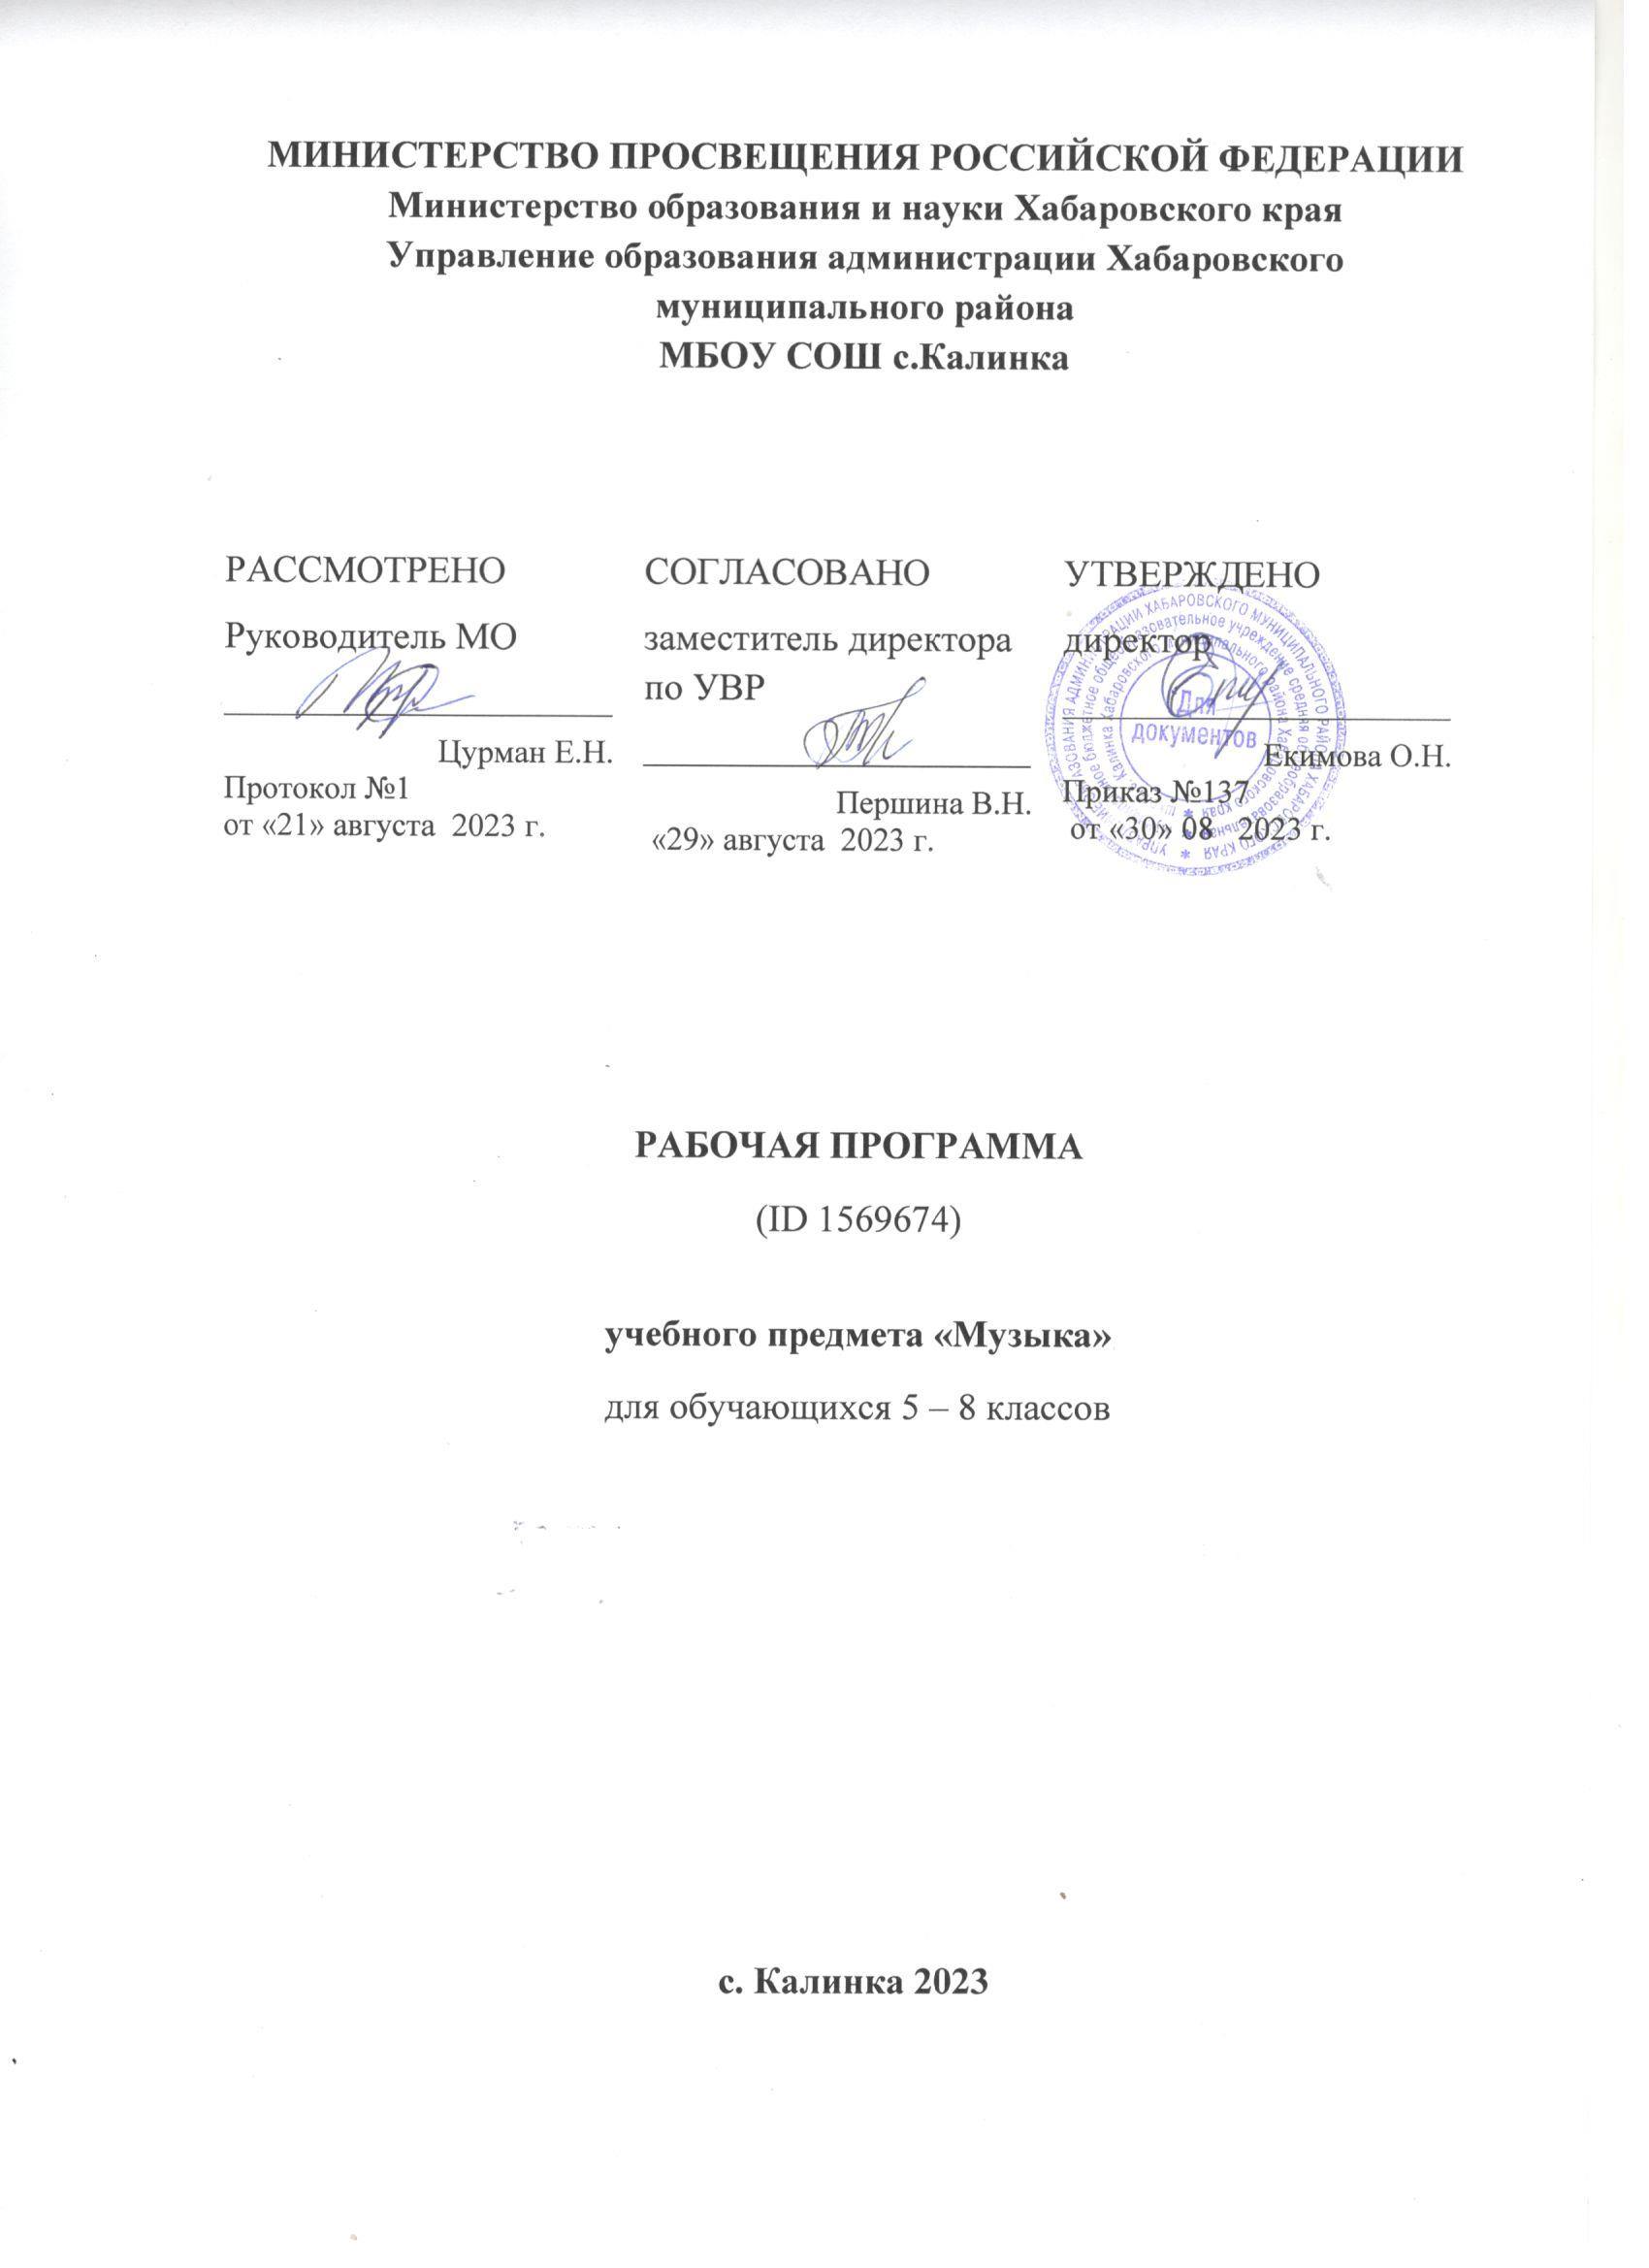 МИНИСТЕРСТВО ПРОСВЕЩЕНИЯ РОССИЙСКОЙ ФЕДЕРАЦИИ
Министерство образования и науки Хабаровского края
Управление образования администрации Хабаровского
муниципального района
МБОУ СОШ с.Калинка
РАССМОТРЕНО
Руководитель МО
Цурман Е.Н.
Протокол №1
от «21» августа 2023 г.
СОГЛАСОВАНО
заместитель директора
по УВР
Першина В.Н.
«29» августа 2023 г.
УТВЕРЖДЕНО
директор
Екимова О.Н.
Приказ №137
от «30» 08 2023 г.
Для
документов
РАБОЧАЯ ПРОГРАММА
(ID 1569674)
учебного предмета «Музыка»
для обучающихся 5 – 8 классов
с. Калинка 2023